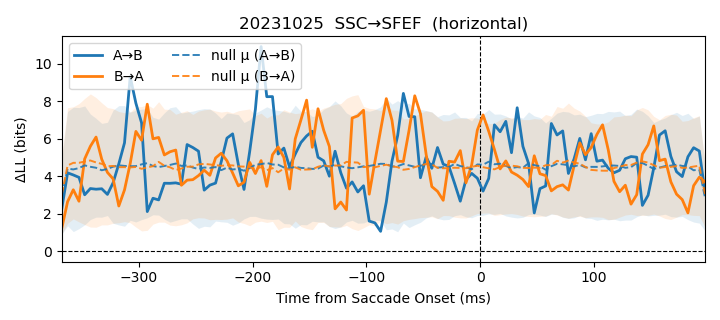 20231025  SSC→SFEF  (horizontal)
ΔLL (bits)
10
8
6
4
2
0
A→B
B→A
null μ (A→B)
null μ (B→A)
−300
−200
−100
0
100
Time from Saccade Onset (ms)